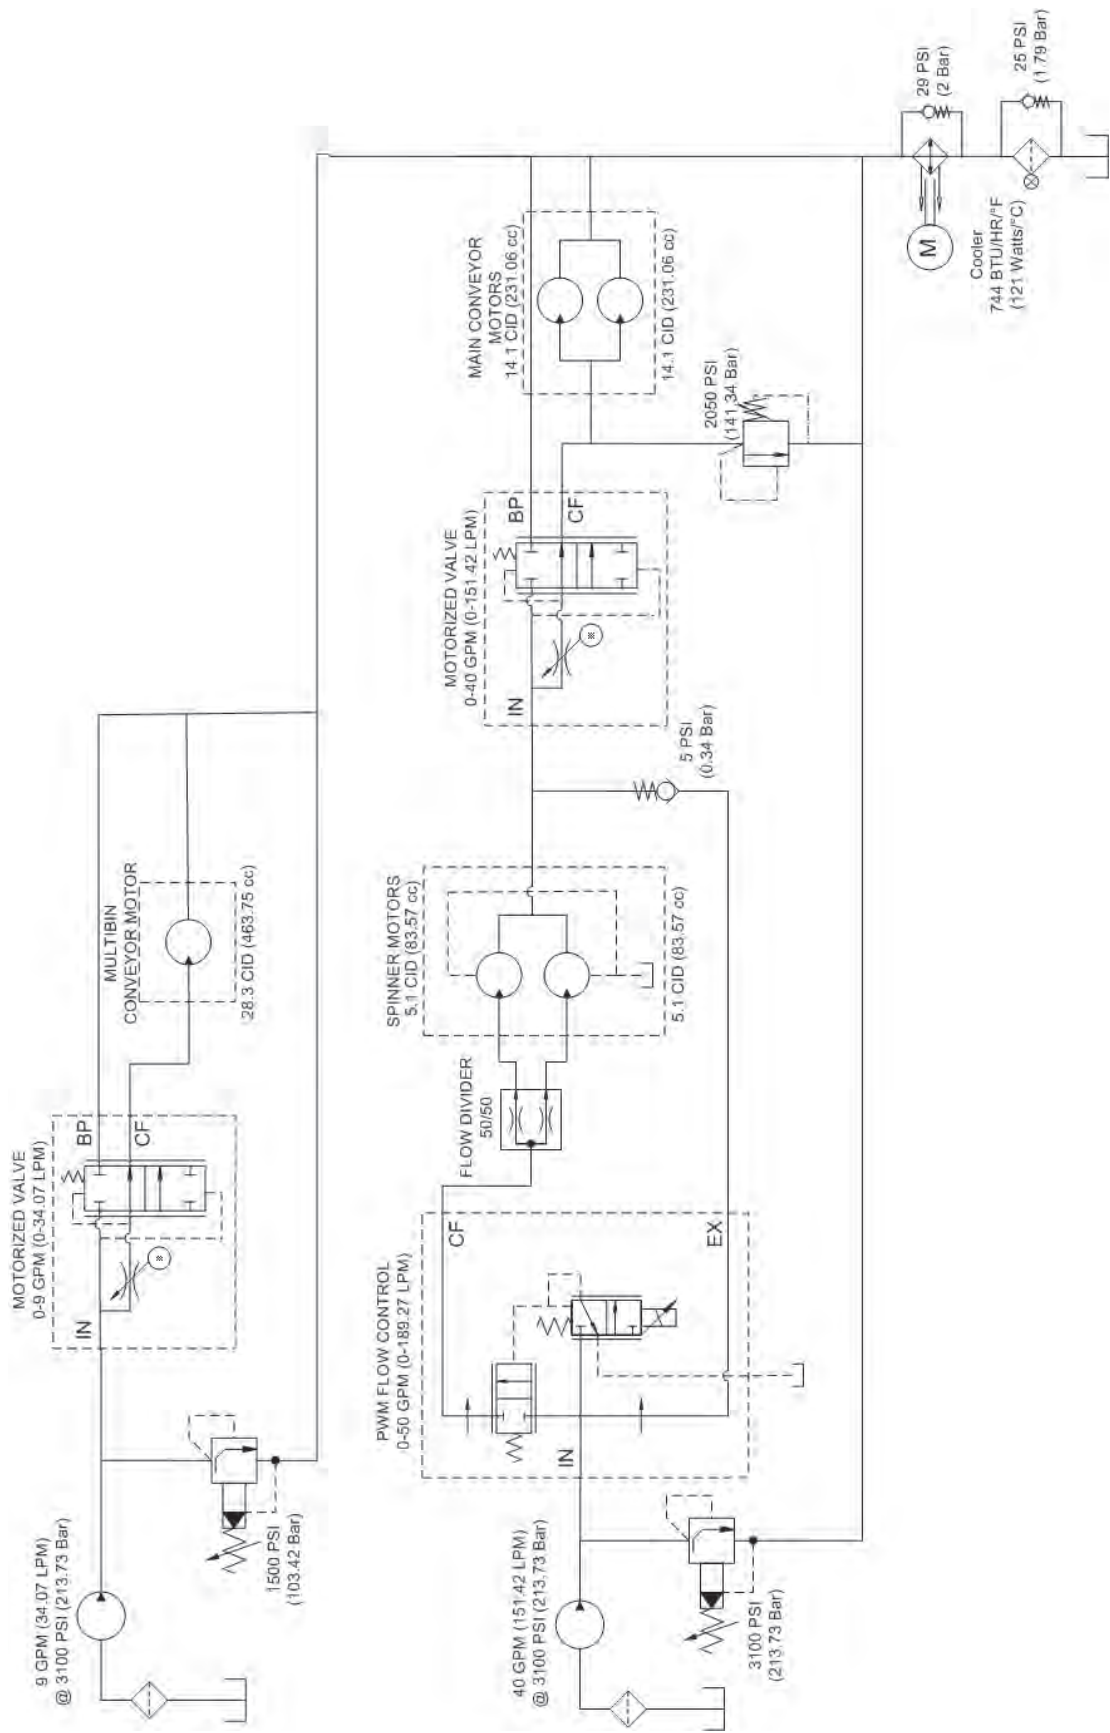 9 GPM (34.07 LPM)
@ 3100 PSI (213.73 Bar)
1500 PSI
(103.42 Bar)
MOTORIZED VALVE
0-9 GPM (0-34.07 LPM)
IN
BP
CF
MULTIBIN
CONVEYOR MOTOR
28.3 CID (463.75 cc)
40 GPM (151.42 LPM)
@ 3100 PSI (213.73 Bar)
3100 PSI
(213.73 Bar)
PWM FLOW CONTROL
0-50 GPM (0-189.27 LPM)
IN
CF
EX
FLOW DIVIDER
50/50
SPINNER MOTORS
5.1 CID (83.57 cc)
5.1 CID (83.57 cc)
5 PSI
(0.34 Bar)
MOTORIZED VALVE
0-40 GPM (0-151.42 LPM)
IN
BP
CF
2050 PSI
(141.34 Bar)
MAIN CONVEYOR
MOTORS
14.1 CID (231.06 cc)
14.1 CID (231.06 cc)
M
Cooler
744 BTU/HR/°F
(121 Watts/°C)
29 PSI
(2 Bar)
25 PSI
(1.79 Bar)